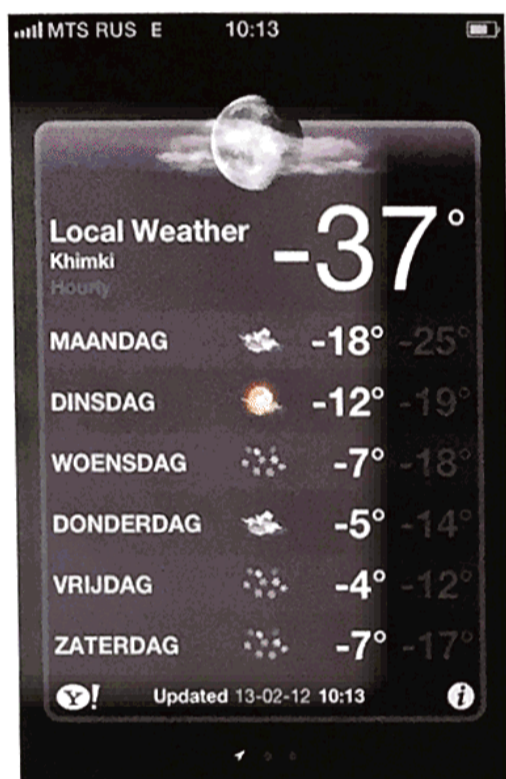 MTS RUS E 10:13
Local Weather
Khimki
Hourly
-37°
MAANDAG -18° -25°
DINSDAG -12° -19°
WOENSDAG -7° -18°
DONDERDAG -5° -14°
VRIJDAG -4° -12°
ZATERDAG -7° -17°
Y! Updated 13-02-12 10:13 i